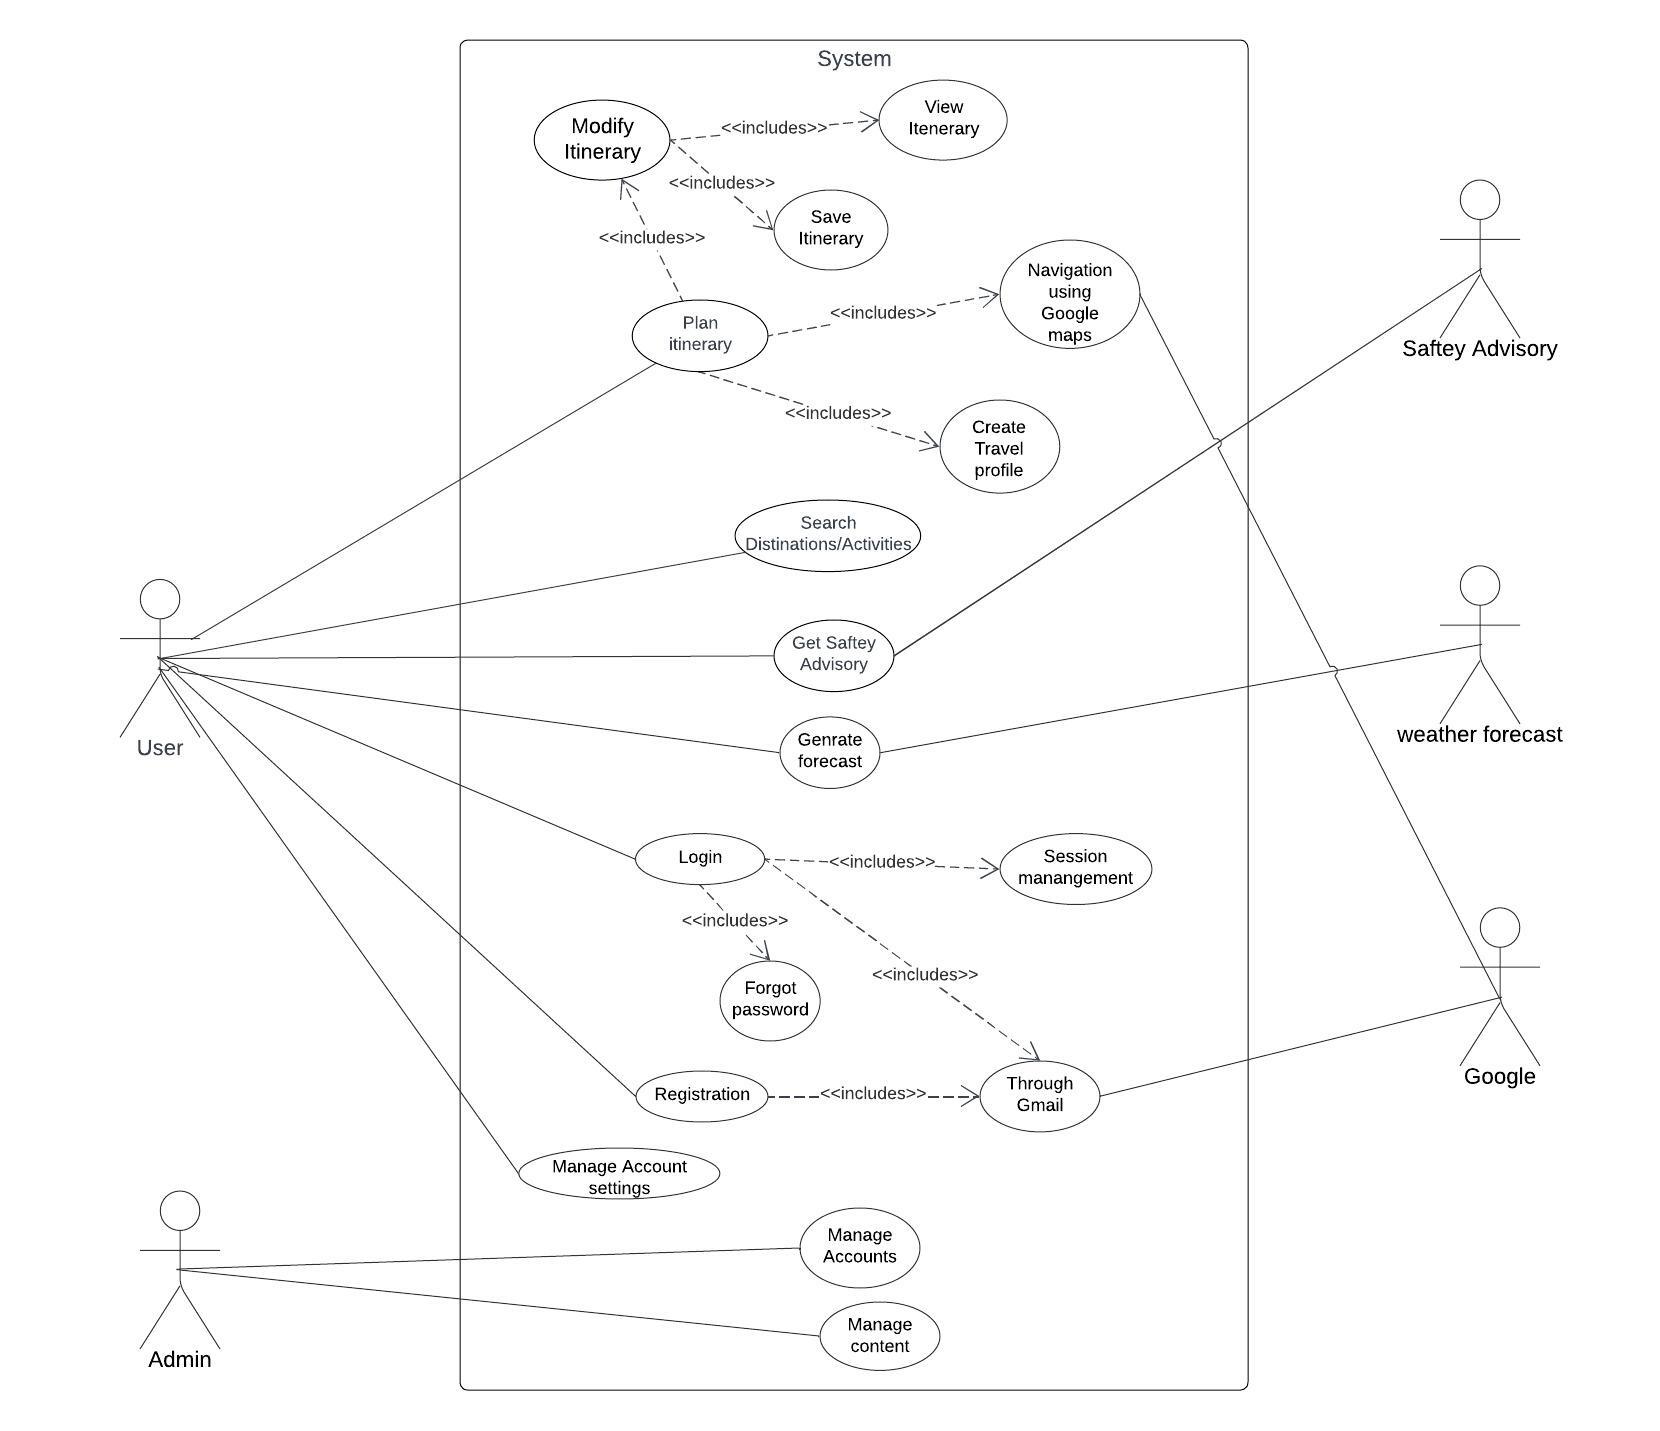 System
Modify
Itinerary
<<includes>>
View
Itenerary
<<includes>>
Save
Itinerary
<<includes>>
Plan
itinerary
<<includes>>
Navigation
using
Google
maps
<<includes>>
Create
Travel
profile
Saftey Advisory
Search
Distinations/Activities
Get Saftey
Advisory
User
Genrate
forecast
weather forecast
Login
<<includes>>
Session
manangement
<<includes>>
Forgot
password
<<includes>>
Registration
<<includes>>
Through
Gmail
Google
Manage Account
settings
Manage
Accounts
Manage
content
Admin